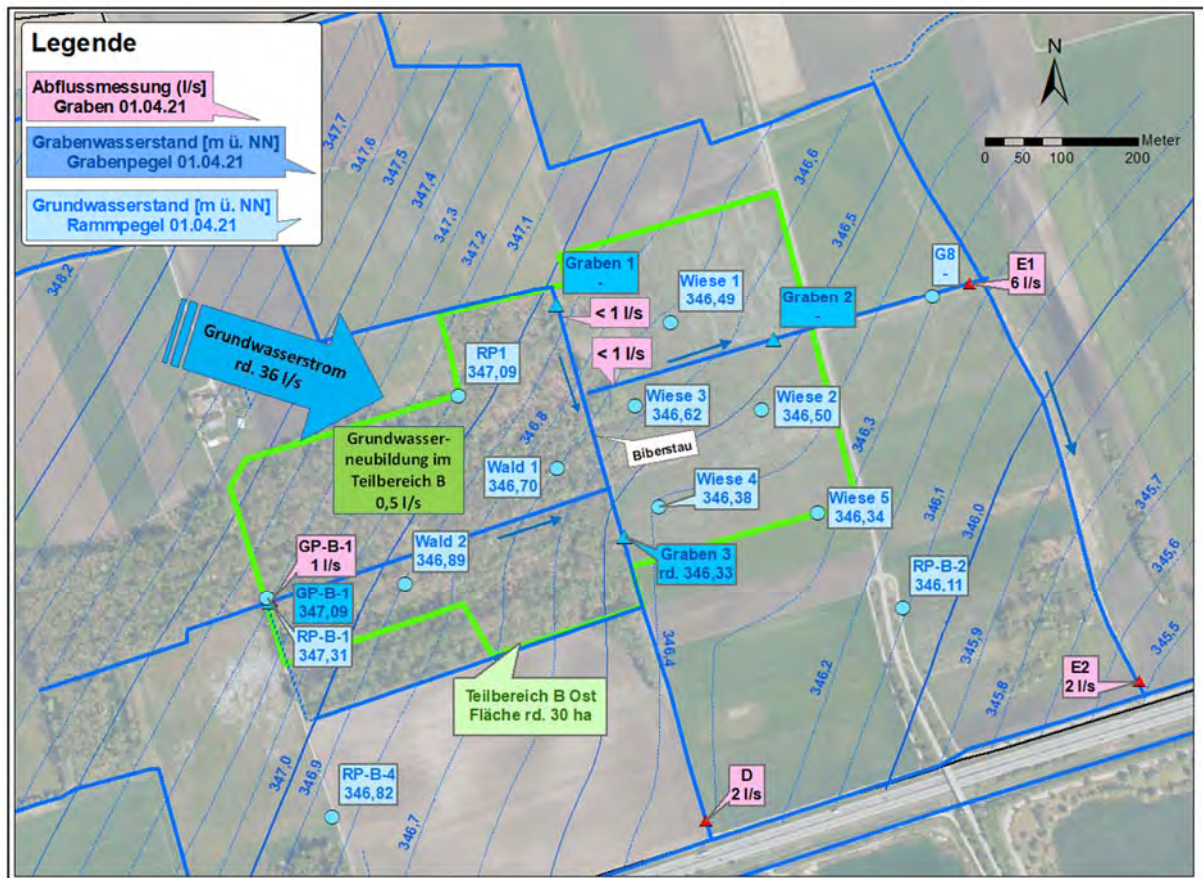 Legende
Abflussmessung (l/s]
Graben 01.04.21
Grabenwasserstand [m ü. NN]
Grabenpegel 01.04.21
Grundwasserstand [m ü. NN]
Rammpegel 01.04.21
N
Meter
0 50 100 200
347,7
347,6
347,5
347,4
347,3
347,2
347,1
348,2
346,6
346,5
Graben 1
-
< 1 l/s
< 1 l/s
Wiese 1
346,49
Graben 2
-
G8
-
E1
6 l/s
Grundwasserstrom
rd. 36 l/s
RP1
347,09
346,8
Wiese 3
346,62
Wiese 2
346,50
346,3
Biberstau
Grundwasser-
neubildung im
Teilbereich B
0,5 l/s
Wald 1
346,70
Wiese 4
346,38
Wiese 5
346,34
346,1
346,0
345,7
345,6
345,5
GP-B-1
1 l/s
GP-B-1
347,09
RP-B-1
347,31
Wald 2
346,89
Graben 3
rd. 346,33
RP-B-2
346,11
346,4
346,2
345,9
345,8
E2
2 l/s
Teilbereich B Ost
Fläche rd. 30 ha
347,0
346,9
RP-B-4
346,82
346,7
D
2 l/s